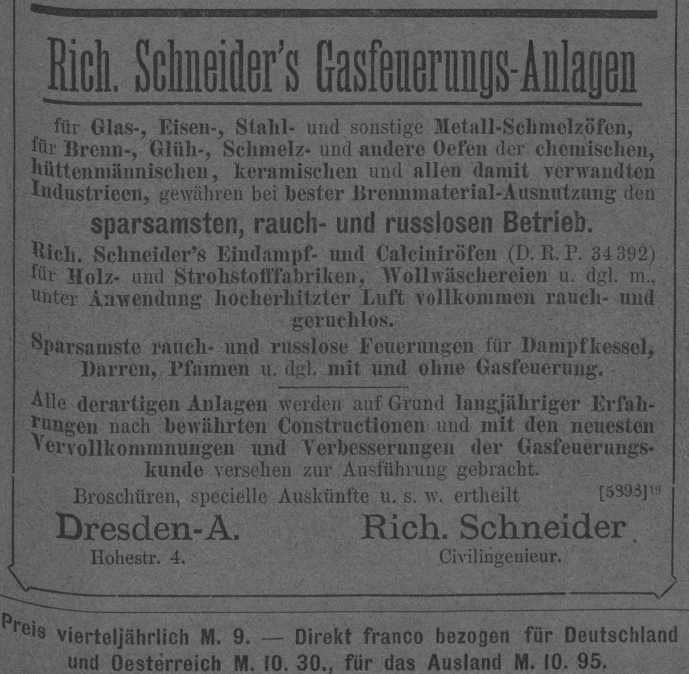 Rich. Schneider's Gasfeuerungs-Anlagen
für Glas-, Eisen-, Stahl- und sonstige Metall-Schmelzöfen,
für Brenn-, Glüh-, Schmelz- und andere Oefen der chemischen,
hüttenmännischen, keramischen und allen damit verwandten
Industrieen, gewähren bei bester Brennmaterial-Ausnutzung den
sparsamsten, rauch- und russlosen Betrieb.
Rich. Schneider's Eindampf- und Calciniröfen (D. R. P. 34392)
für Holz- und Strohstofffabriken, Wollwäschereien u. dgl. m.,
unter Anwendung hocherhitzter Luft vollkommen rauch- und
geruchlos.
Sparsamste rauch- und russlose Feuerungen für Dampfkessel,
Darren, Pfannen u. dgl. mit und ohne Gasfeuerung.
Alle derartigen Anlagen werden auf Grund langjähriger Erfah-
rungen nach bewährten Constructionen und mit den neuesten
Vervollkommnungen und Verbesserungen der Gasfeuerungs-
kunde versehen zur Ausführung gebracht.
Broschüren, specielle Auskünfte u. s. w. ertheilt [5893]¹⁹
Dresden-A. Rich. Schneider
Hohestr. 4. Civilingenieur.
Preis vierteljährlich M. 9. — Direkt franco bezogen für Deutschland
und Oesterreich M. 10. 30., für das Ausland M. 10. 95.